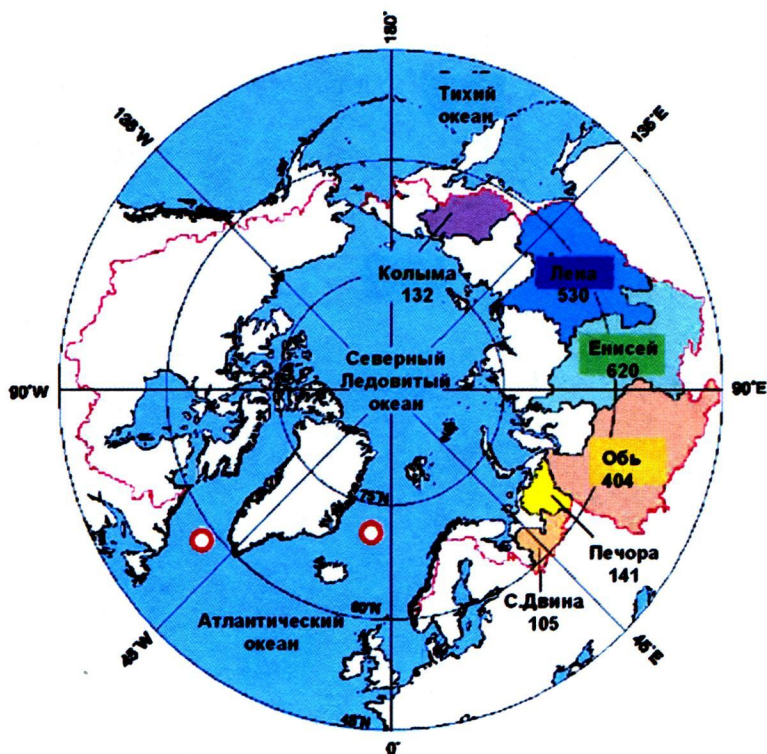 180°
Тихий
океан
135°W
135°E
Колыма
132
Лена
530
Северный
Ледовитый
океан
Енисей
620
90°W
90°E
Обь
404
75°N
Печора
141
С.Двина
105
60°N
Атлантический
океан
45°W
45°E
45°N
0°